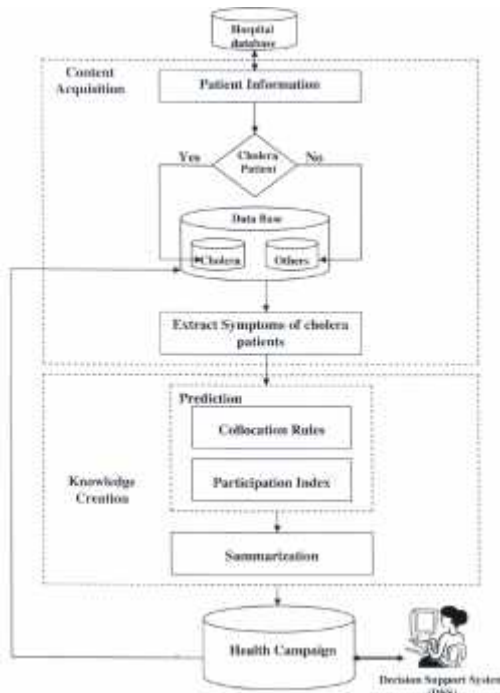 Hospital
database
Content
Acquisition
Patient Information
Yes
Cholera
Patient
No
Data Base
Cholera
Others
Extract Symptoms of cholera
patients
Prediction
Collocation Rules
Participation Index
Knowledge
Creation
Summarization
Health Campaign
Decision Support System